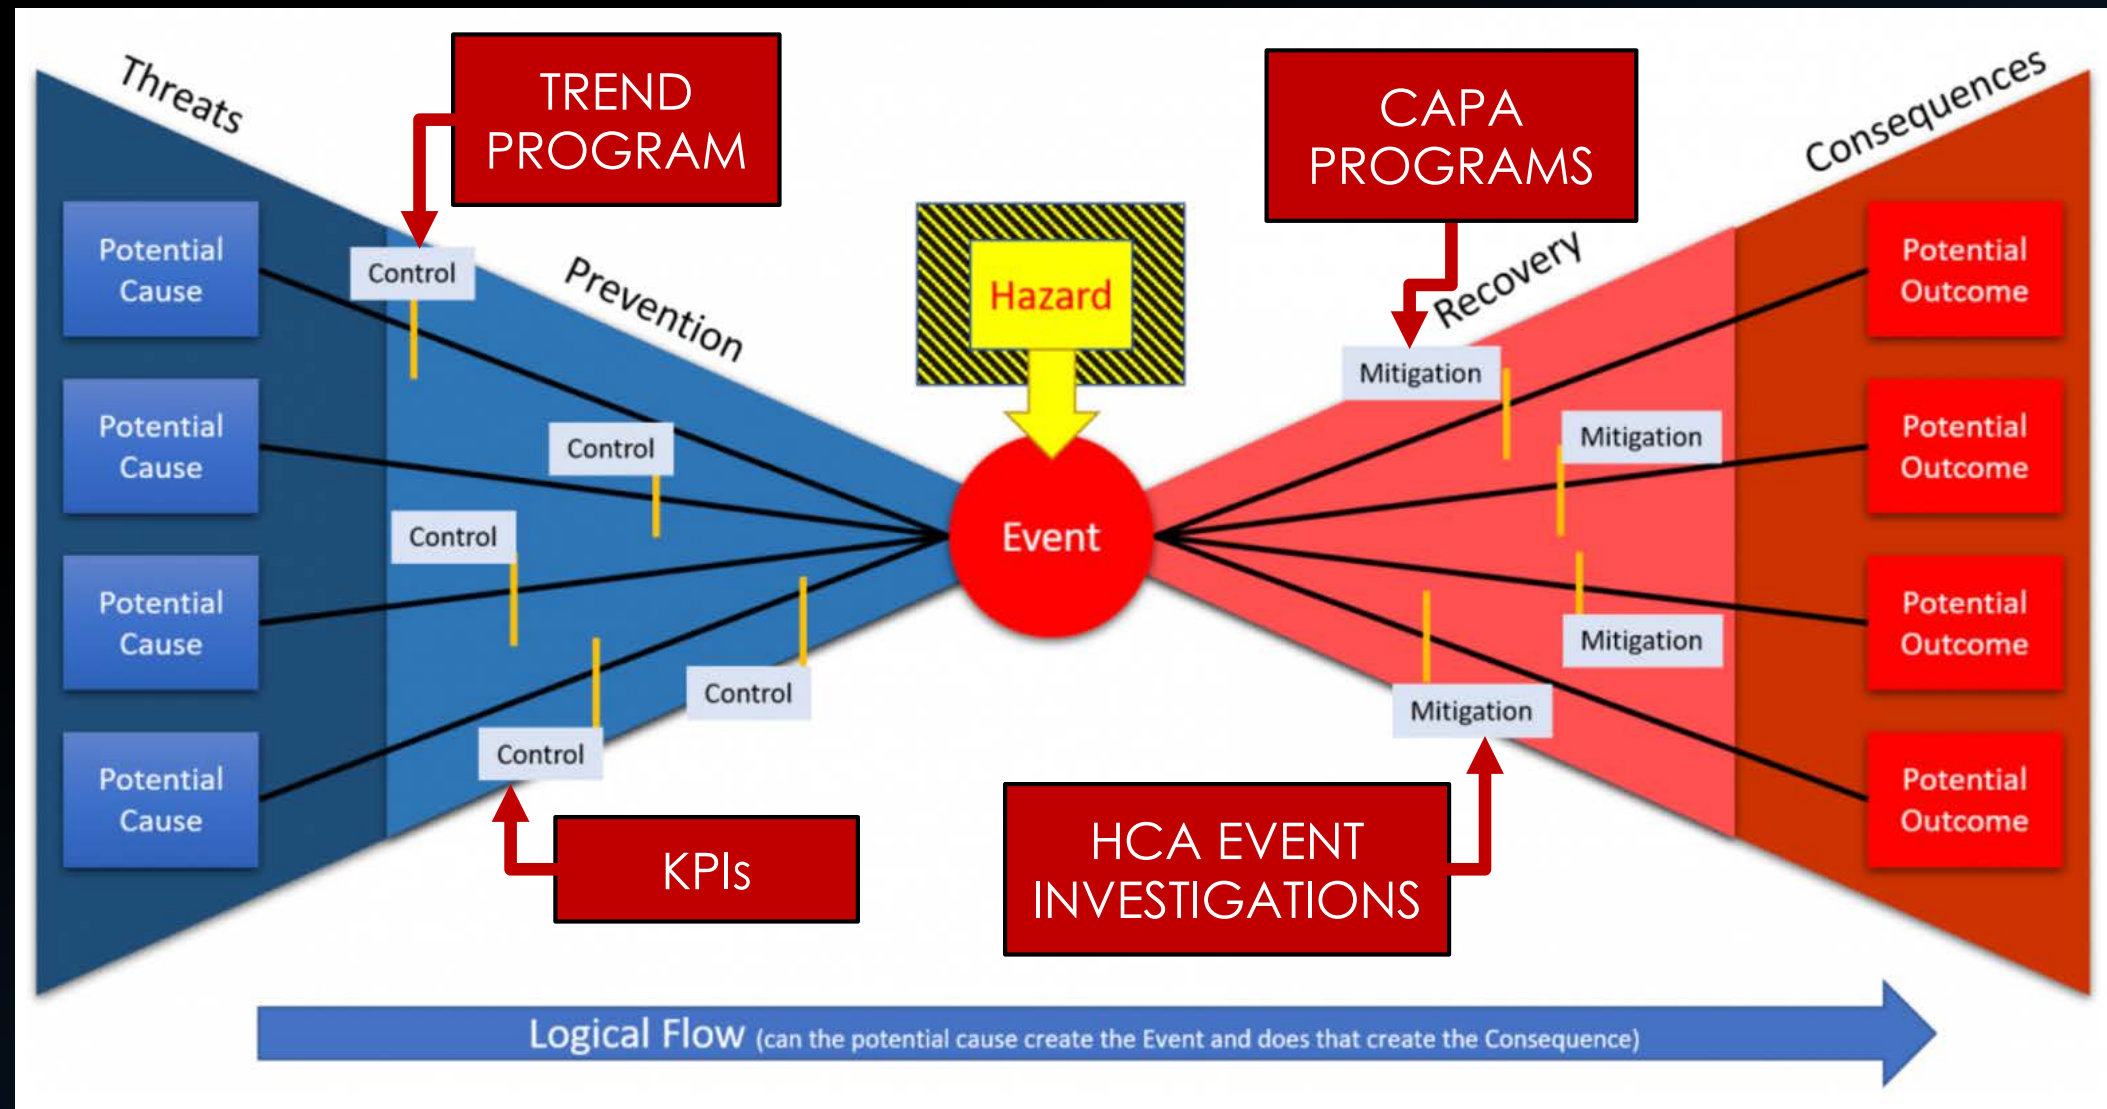 Threats
TREND
PROGRAM
CAPA
PROGRAMS
Consequences
Potential
Cause
Control
Prevention
Hazard
Recovery
Potential
Outcome
Mitigation
Potential
Cause
Control
Mitigation
Potential
Outcome
Control
Event
Potential
Cause
Control
Mitigation
Potential
Outcome
Mitigation
Control
Potential
Cause
KPIs
HCA EVENT
INVESTIGATIONS
Potential
Outcome
Logical Flow (can the potential cause create the Event and does that create the Consequence)